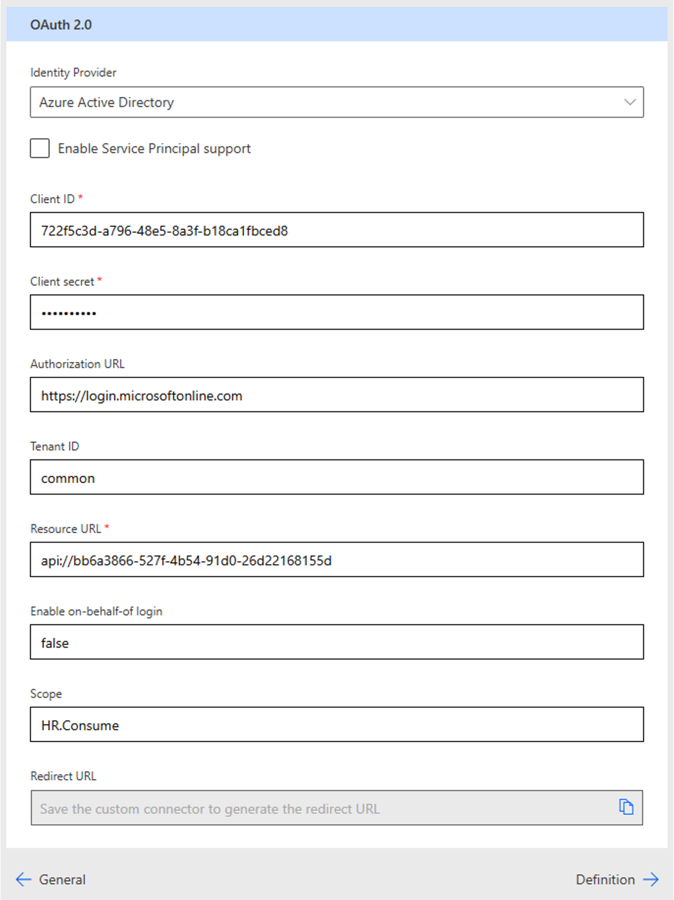 OAuth 2.0
Identity Provider
Azure Active Directory
Enable Service Principal support
Client ID *
722f5c3d-a796-48e5-8a3f-b18ca1fbced8
Client secret *
••••••••••
Authorization URL
https://login.microsoftonline.com
Tenant ID
common
Resource URL *
api://bb6a3866-527f-4b54-91d0-26d22168155d
Enable on-behalf-of login
false
Scope
HR.Consume
Redirect URL
Save the custom connector to generate the redirect URL
General
Definition